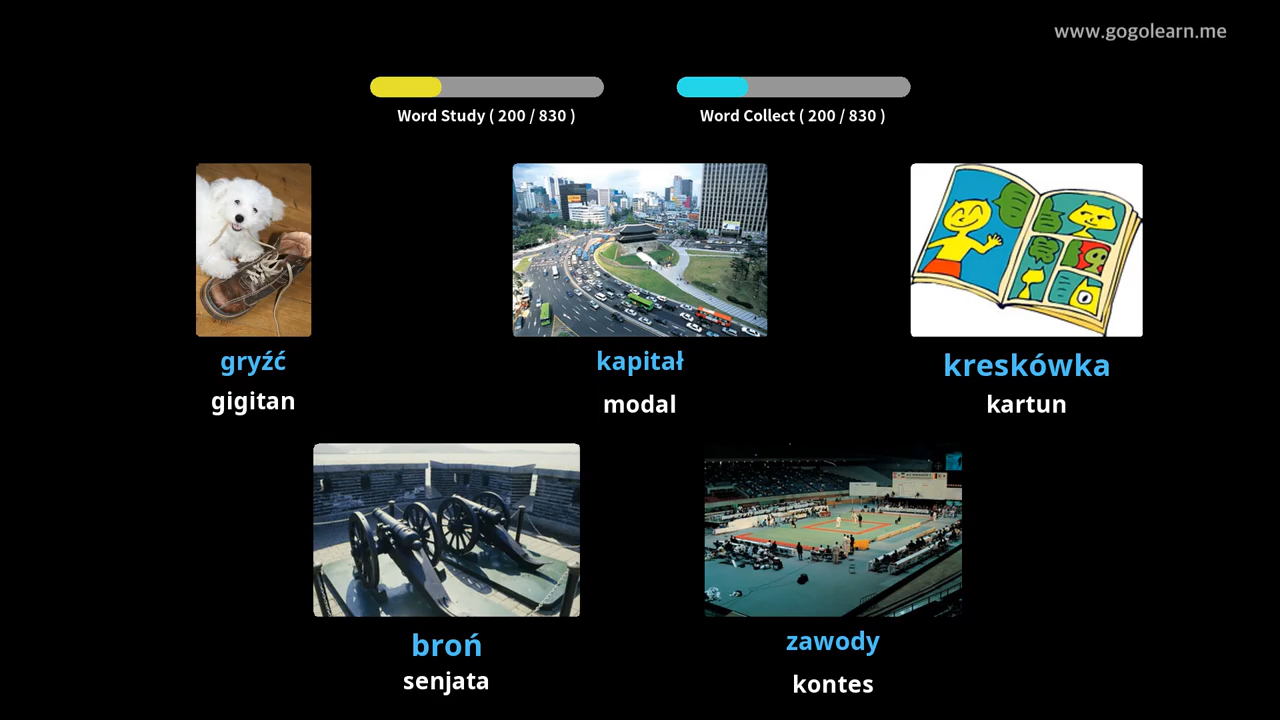 www.gogolearn.me
Word Study ( 200 / 830 )
Word Collect ( 200 / 830 )
gryźć
gigitan
kapitał
modal
kreskówka
kartun
broń
senjata
zawody
kontes